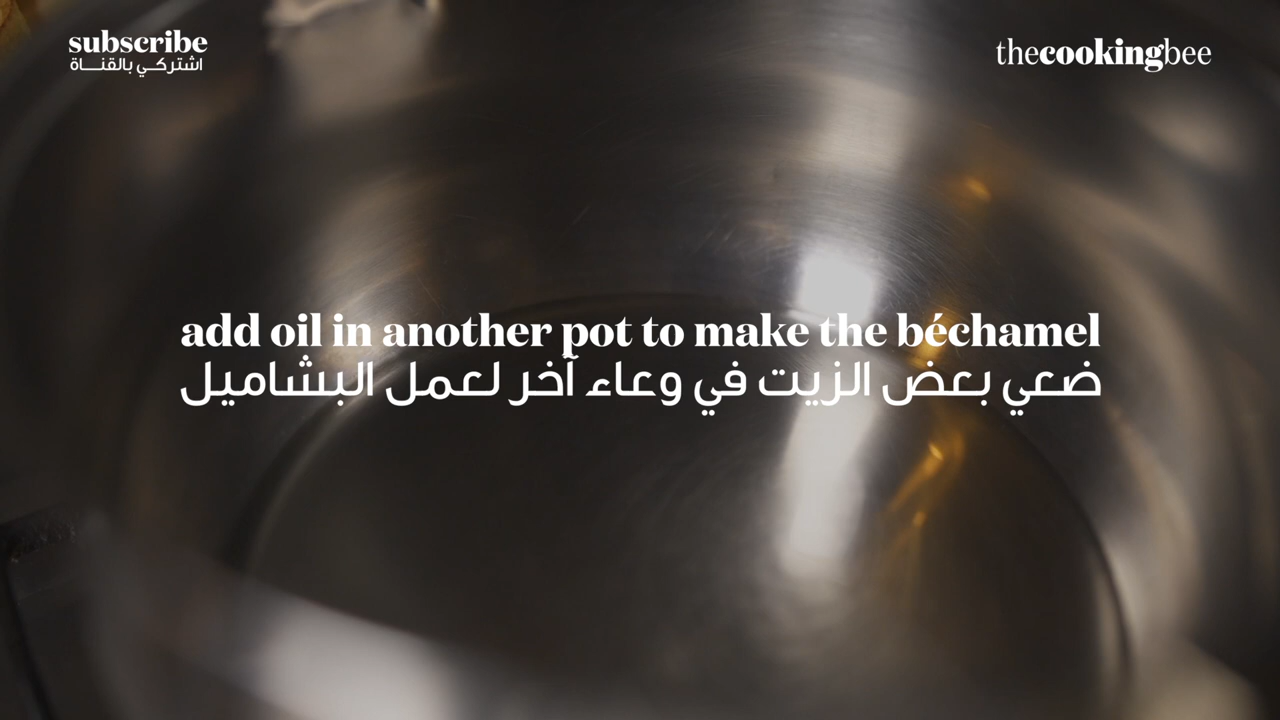 subscribe
اشتركي بالقناة
thecookingbee
add oil in another pot to make the béchamel
ضعي بعض الزيت في وعاء آخر لعمل البشاميل